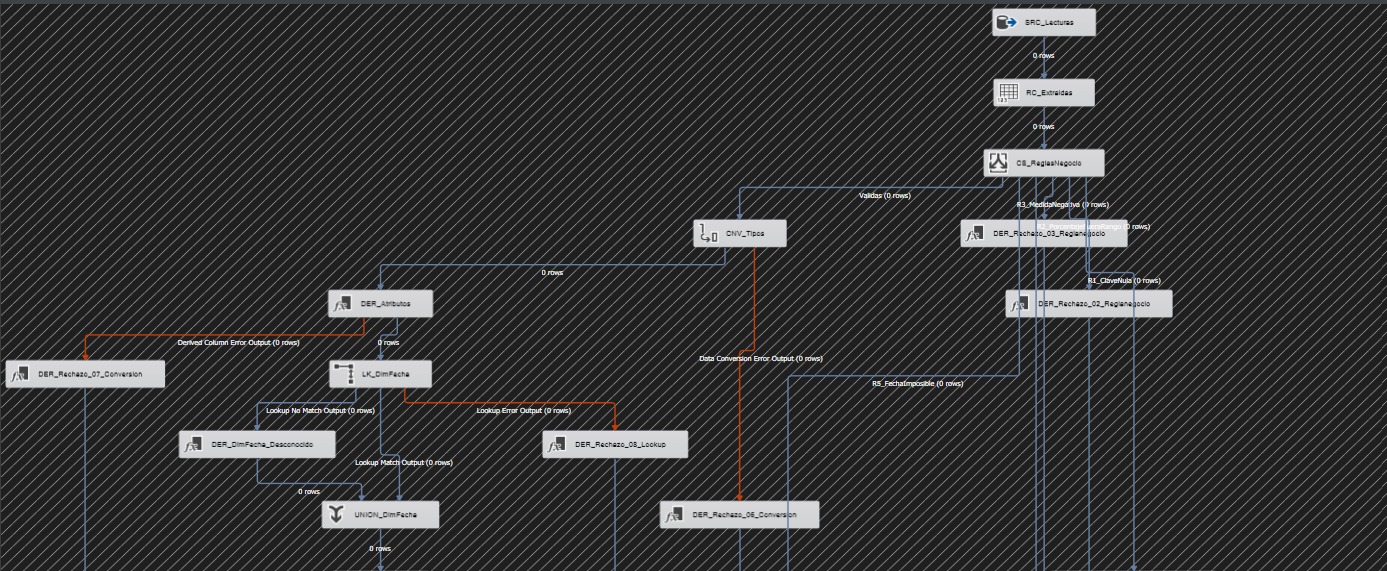 SRC_Lecturas
0 rows
RC_Extraidas
0 rows
CS_ReglasNegocio
Validas (0 rows)
R3_MedidaNegativa (0 rows)
CNV_Tipos
DER_Rechazo_03_Reglanegocio
(0 rows)
0 rows
R1_ClaveNula (0 rows)
DER_Atributos
DER_Rechazo_02_Reglanegocio
Derived Column Error Output (0 rows)
0 rows
Data Conversion Error Output (0 rows)
DER_Rechazo_07_Conversion
LK_DimFecha
R5_FechaImposible (0 rows)
Lookup No Match Output (0 rows)
Lookup Error Output (0 rows)
DER_DimFecha_Desconocido
DER_Rechazo_08_Lookup
Lookup Match Output (0 rows)
0 rows
UNION_DimFecha
DER_Rechazo_06_Conversion
0 rows